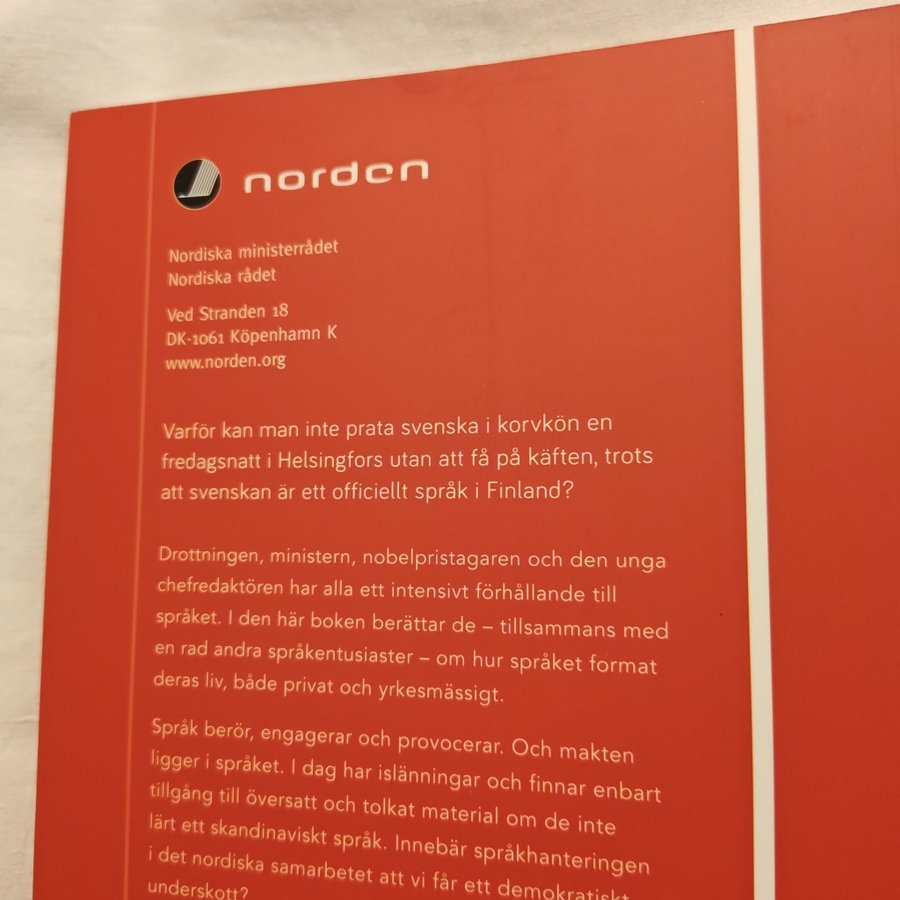 norden
Nordiska ministerrådet
Nordiska rådet
Ved Stranden 18
DK-1061 Köpenhamn K
www.norden.org
Varför kan man inte prata svenska i korvkön en
fredagsnatt i Helsingfors utan att få på käften, trots
att svenskan är ett officiellt språk i Finland?
Drottningen, ministern, nobelpristagaren och den unga
chefredaktören har alla ett intensivt förhållande till
språket. I den här boken berättar de – tillsammans med
en rad andra språkentusiaster – om hur språket format
deras liv, både privat och yrkesmässigt.
Språk berör, engagerar och provocerar. Och makten
ligger i språket. I dag har islänningar och finnar enbart
tillgång till översatt och tolkat material om de inte
lärt ett skandinaviskt språk. Innebär språkhanteringen
i det nordiska samarbetet att vi får ett demokratiskt
underskott?